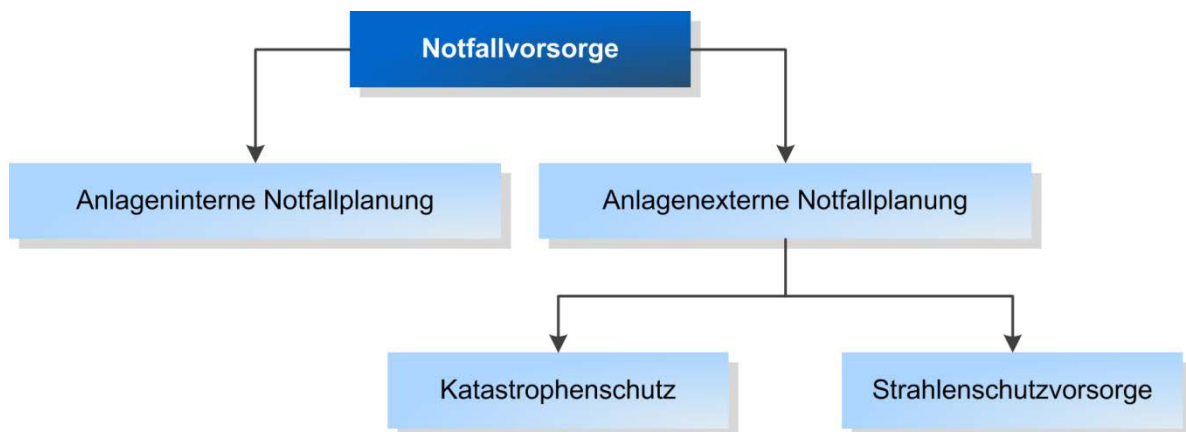 Notfallvorsorge
Anlageninterne Notfallplanung
Anlagenexterne Notfallplanung
Katastrophenschutz
Strahlenschutzvorsorge